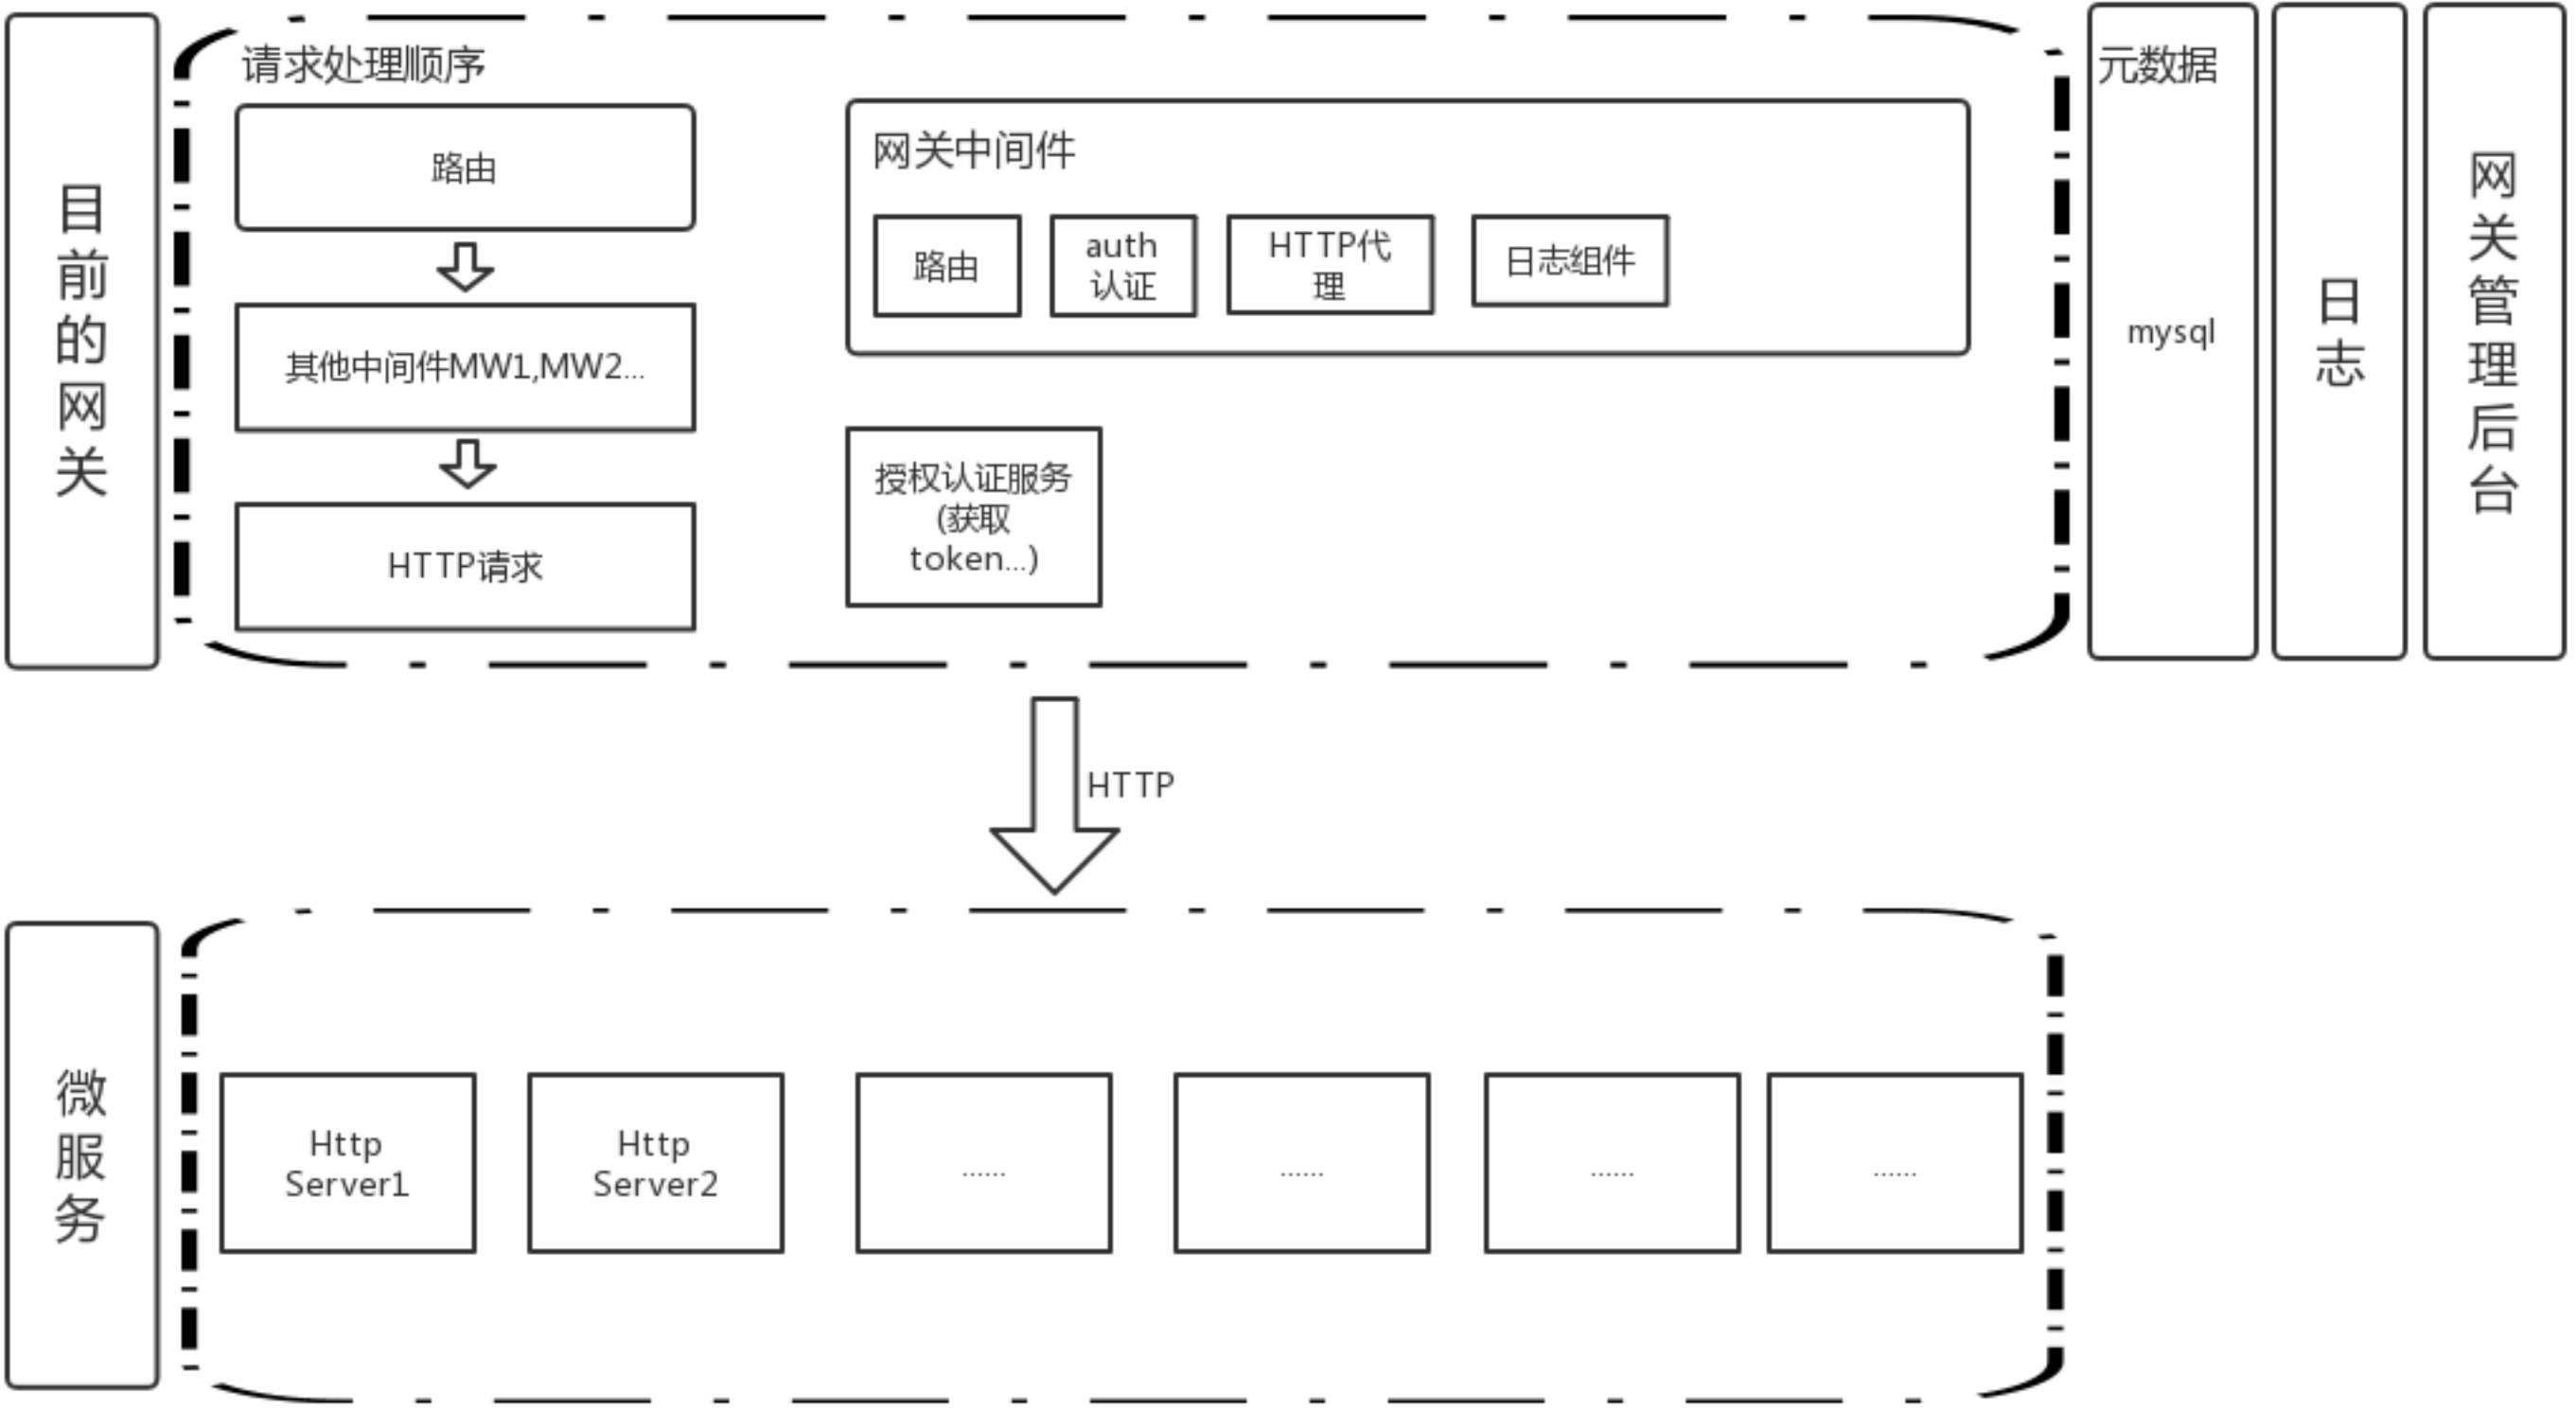 目前的网关
请求处理顺序
路由
其他中间件MW1,MW2...
HTTP请求
网关中间件
路由
auth
认证
HTTP代
理
日志组件
授权认证服务
(获取
token...)
元数据
mysql
日志
网关管理后台
HTTP
微服务
Http
Server1
Http
Server2
......
......
......
......